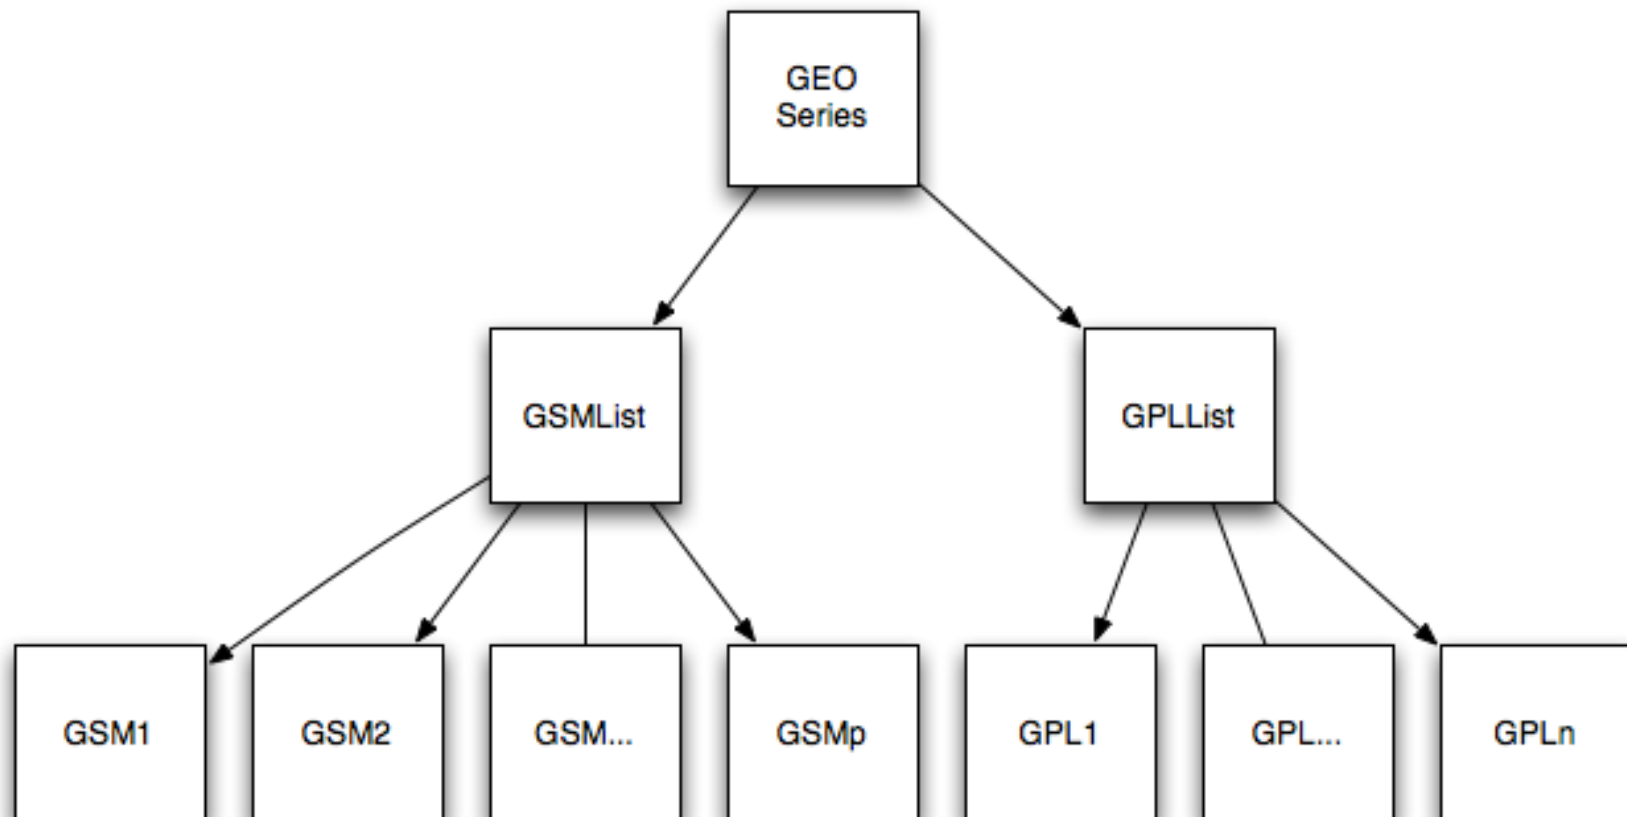 GEO
Series
GSMList
GPLList
GSM1
GSM2
GSM...
GSMp
GPL1
GPL...
GPLn